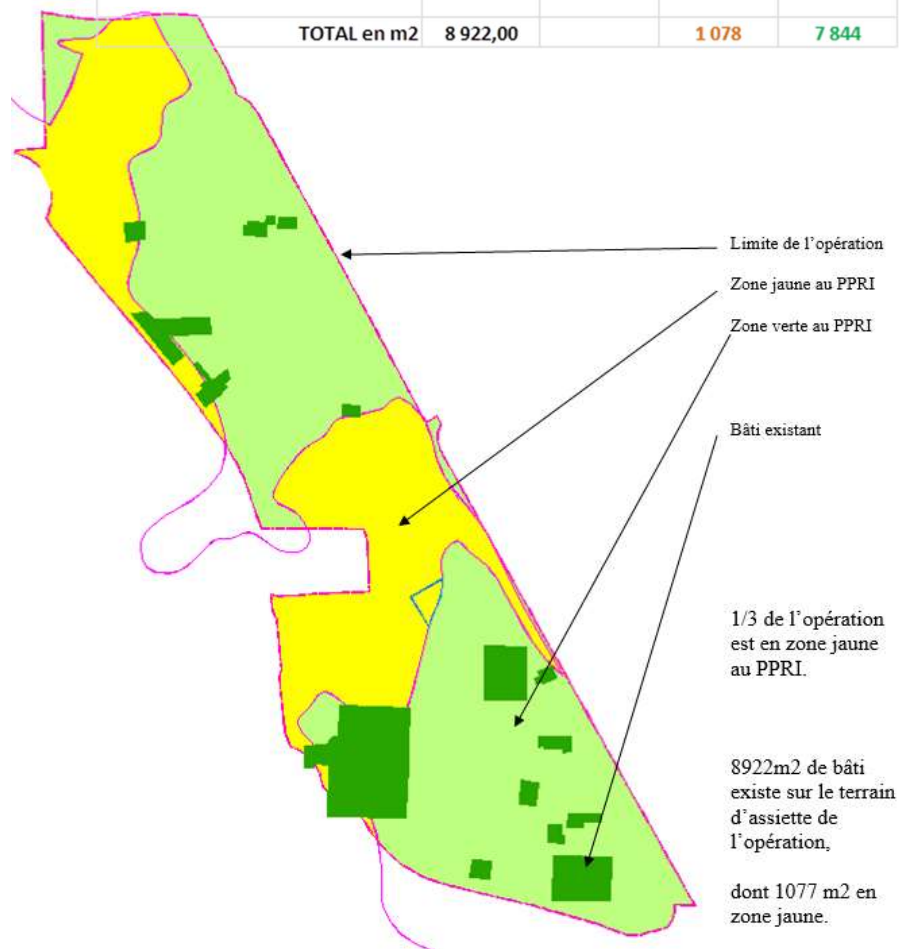 TOTAL en m2 8 922,00 1 078 7 844
Limite de l'opération
Zone jaune au PPRI
Zone verte au PPRI
Bâti existant
1/3 de l'opération
est en zone jaune
au PPRI.
8922m2 de bâti
existe sur le terrain
d'assiette de
l'opération,
dont 1077 m2 en
zone jaune.